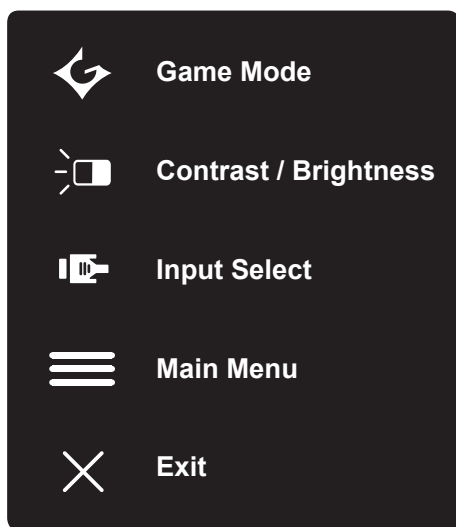 Game Mode
Contrast / Brightness
Input Select
Main Menu
Exit